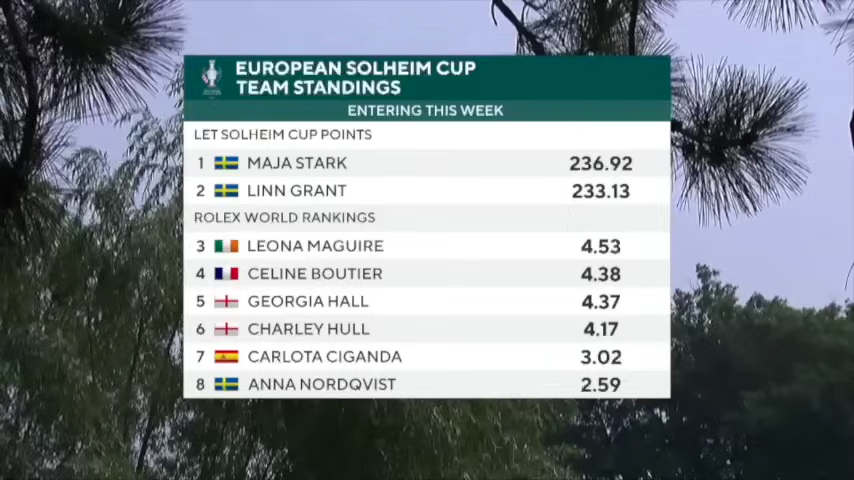 EUROPEAN SOLHEIM CUP
TEAM STANDINGS
ENTERING THIS WEEK
LET SOLHEIM CUP POINTS
1 MAJA STARK 236.92
2 LINN GRANT 233.13
ROLEX WORLD RANKINGS
3 LEONA MAGUIRE 4.53
4 CELINE BOUTIER 4.38
5 GEORGIA HALL 4.37
6 CHARLEY HULL 4.17
7 CARLOTA CIGANDA 3.02
8 ANNA NORDQVIST 2.59